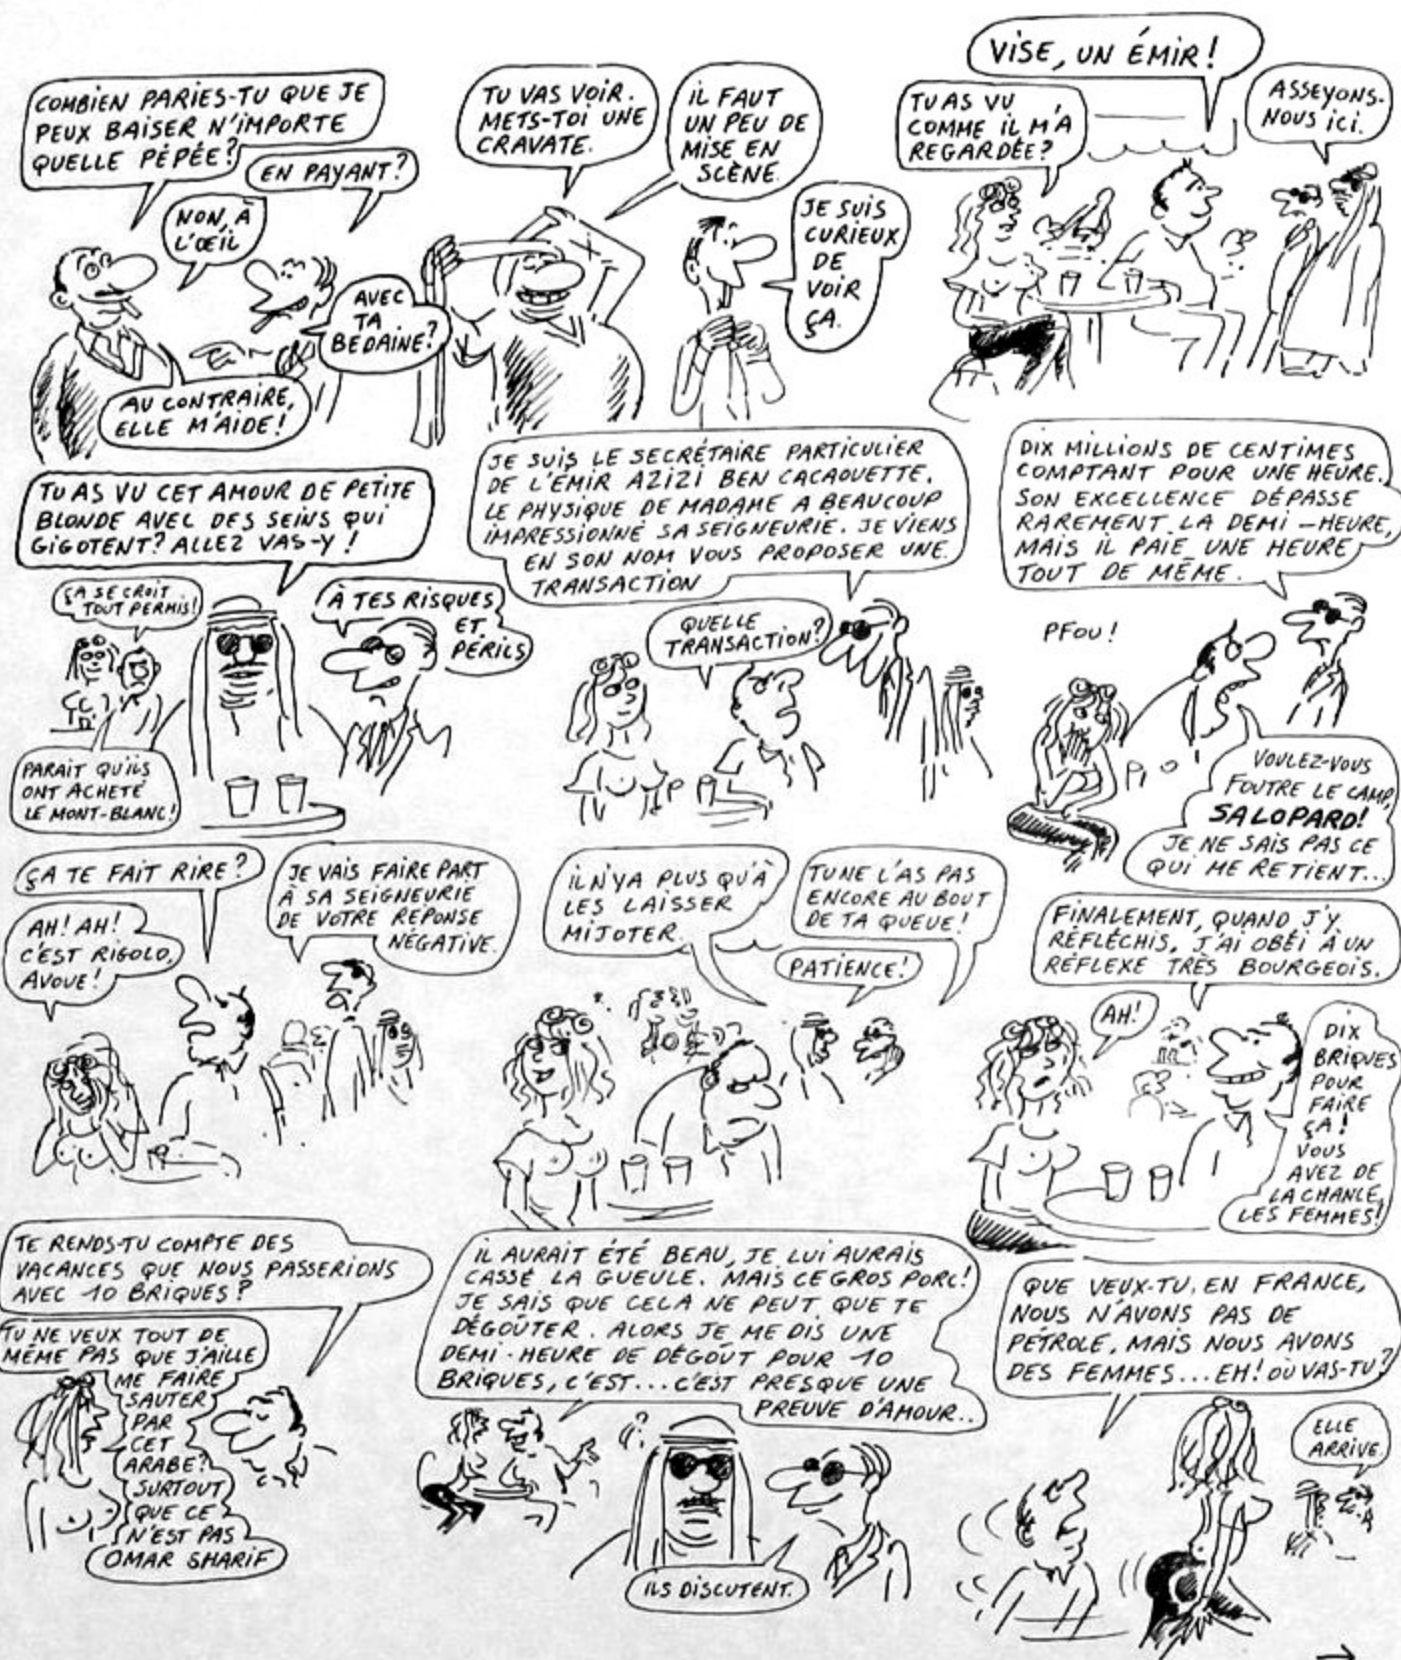 COMBIEN PARIES-TU QUE JE
PEUX BAISER N'IMPORTE
QUELLE PÉPÉE?
EN PAYANT?
NON, À
L'ŒIL
AVEC
TA
BEDAINE?
AU CONTRAIRE,
ELLE M'AIDE!
TU VAS VOIR.
METS-TOI UNE
CRAVATE.
IL FAUT
UN PEU DE
MISE EN
SCÈNE.
JE SUIS
CURIEUX
DE
VOIR
ÇA.
VISE, UN ÉMIR!
TU AS VU
COMME IL M'A
REGARDÉE?
ASSEYONS-
NOUS ICI.
TU AS VU CET AMOUR DE PETITE
BLONDE AVEC DES SEINS QUI
GIGOTENT? ALLEZ VAS-Y!
ÇA SE CROIT
TOUT PERMIS!
À TES RISQUES
ET
PÉRILS
PARAIT QU'ILS
ONT ACHETÉ
LE MONT-BLANC!
JE SUIS LE SECRÉTAIRE PARTICULIER
DE L'ÉMIR AZIZI BEN CACAOUETTE.
LE PHYSIQUE DE MADAME A BEAUCOUP
IMPRESSIONNÉ SA SEIGNEURIE. JE VIENS
EN SON NOM VOUS PROPOSER UNE
TRANSACTION
QUELLE
TRANSACTION?
DIX MILLIONS DE CENTIMES
COMPTANT POUR UNE HEURE.
SON EXCELLENCE DÉPASSE
RAREMENT LA DEMI-HEURE,
MAIS IL PAIE UNE HEURE
TOUT DE MÊME.
PFOU!
VOULEZ-VOUS
FOUTRE LE CAMP,
SALOPARD!
JE NE SAIS PAS CE
QUI ME RETIENT...
ÇA TE FAIT RIRE?
AH! AH!
C'EST RIGOLO,
AVOUE!
JE VAIS FAIRE PART
À SA SEIGNEURIE
DE VOTRE RÉPONSE
NÉGATIVE.
IL N'Y A PLUS QU'À
LES LAISSER
MIJOTER.
TU NE L'AS PAS
ENCORE AU BOUT
DE TA QUEUE!
PATIENCE!
FINALEMENT, QUAND J'Y
RÉFLÉCHIS, J'AI OBÉI À UN
RÉFLEXE TRÈS BOURGEOIS.
AH!
DIX
BRIQUES
POUR
FAIRE
ÇA!
VOUS
AVEZ DE
LA CHANCE,
LES FEMMES!
TE RENDS-TU COMPTE DES
VACANCES QUE NOUS PASSERIONS
AVEC 10 BRIQUES?
TU NE VEUX TOUT DE
MÊME PAS QUE J'AILLE
ME FAIRE
SAUTER
PAR
CET
ARABE?
SURTOUT
QUE CE
N'EST PAS
OMAR SHARIF
IL AURAIT ÉTÉ BEAU, JE LUI AURAIS
CASSÉ LA GUEULE. MAIS CE GROS PORC!
JE SAIS QUE CELA NE PEUT QUE TE
DÉGOÛTER. ALORS JE ME DIS UNE
DEMI-HEURE DE DÉGOÛT POUR 10
BRIQUES, C'EST... C'EST PRESQUE UNE
PREUVE D'AMOUR..
ILS DISCUTENT.
QUE VEUX-TU, EN FRANCE,
NOUS N'AVONS PAS DE
PÉTROLE, MAIS NOUS AVONS
DES FEMMES... EH! OÙ VAS-TU?
ELLE
ARRIVE.